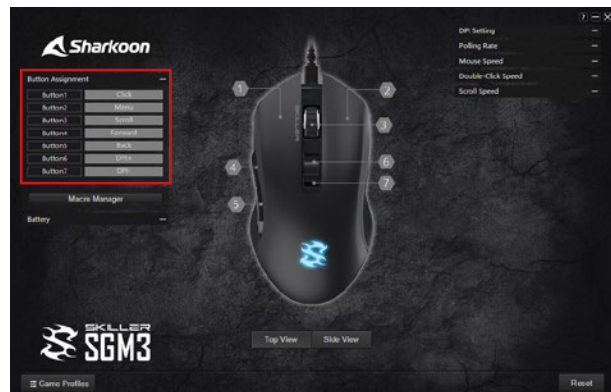 ? — X
Sharkoon
DPI Setting —
Polling Rate —
Mouse Speed —
Double-Click Speed —
Scroll Speed —
Button Assignment —
Button1 Click
Button2 Menu
Button3 Scroll
Button4 Forward
Button5 Back
Button6 DPI+
Button7 DPI-
Macro Manager
Battery —
1
2
3
4
6
7
5
SKILLER
SKILLER
SGM3
Top View Side View
Game Profiles Reset